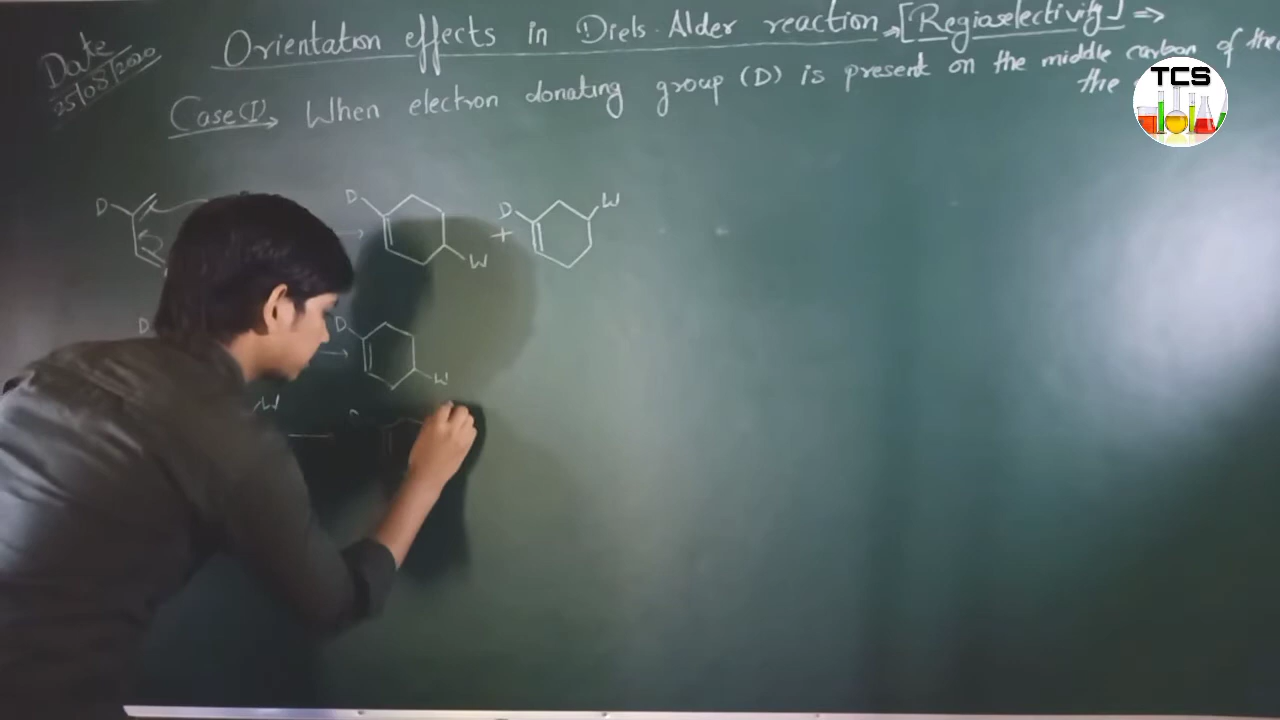 Date
25/08/2020
Orientation effects in Diels-Alder reaction → [Regiaselectivity] ⇒
Case(I) → When electron donating group (D) is present on the middle carbon of the
the
TCS
D
→
D
W
+
D
W
D
→
D
W
W